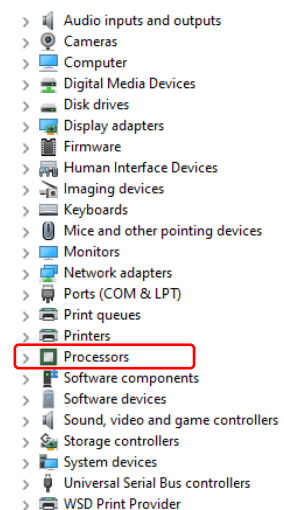 Audio inputs and outputs
Cameras
Computer
Digital Media Devices
Disk drives
Display adapters
Firmware
Human Interface Devices
Imaging devices
Keyboards
Mice and other pointing devices
Monitors
Network adapters
Ports (COM & LPT)
Print queues
Printers
Processors
Software components
Software devices
Sound, video and game controllers
Storage controllers
System devices
Universal Serial Bus controllers
WSD Print Provider